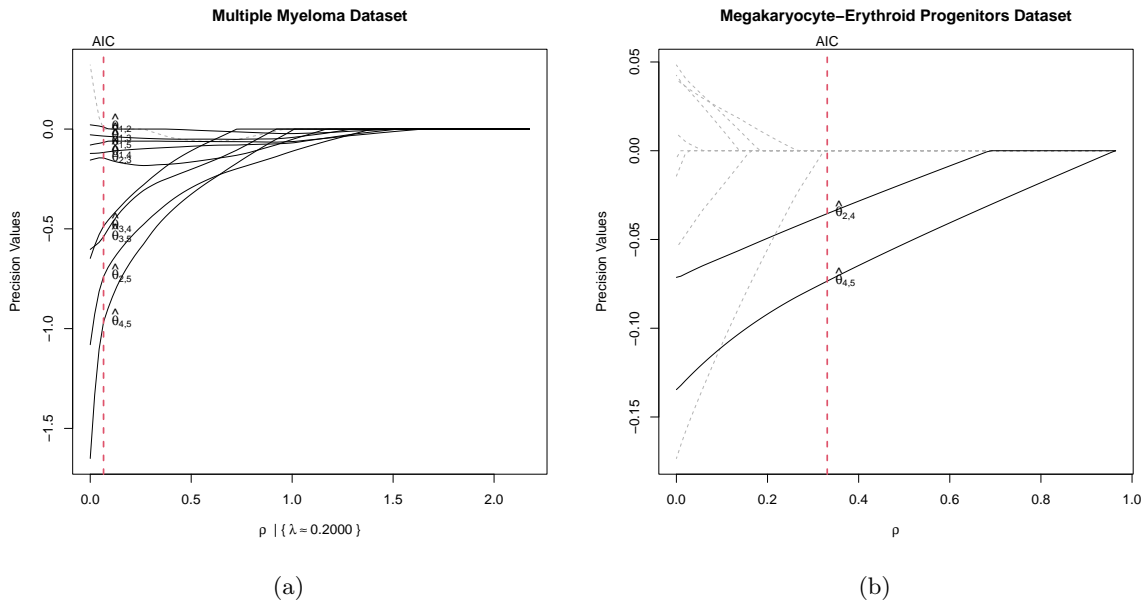 Multiple Myeloma Dataset
AIC
Precision Values
0.0
−0.5
−1.0
−1.5
θ̂1,2
θ̂1,3
θ̂1,5
θ̂1,4
θ̂2,3
θ̂3,4
θ̂3,5
θ̂2,5
θ̂4,5
0.0 0.5 1.0 1.5 2.0
ρ | { λ ≈ 0.2000 }
(a)
Megakaryocyte−Erythroid Progenitors Dataset
AIC
Precision Values
0.05
0.00
−0.05
−0.10
−0.15
θ̂2,4
θ̂4,5
0.0 0.2 0.4 0.6 0.8 1.0
ρ
(b)